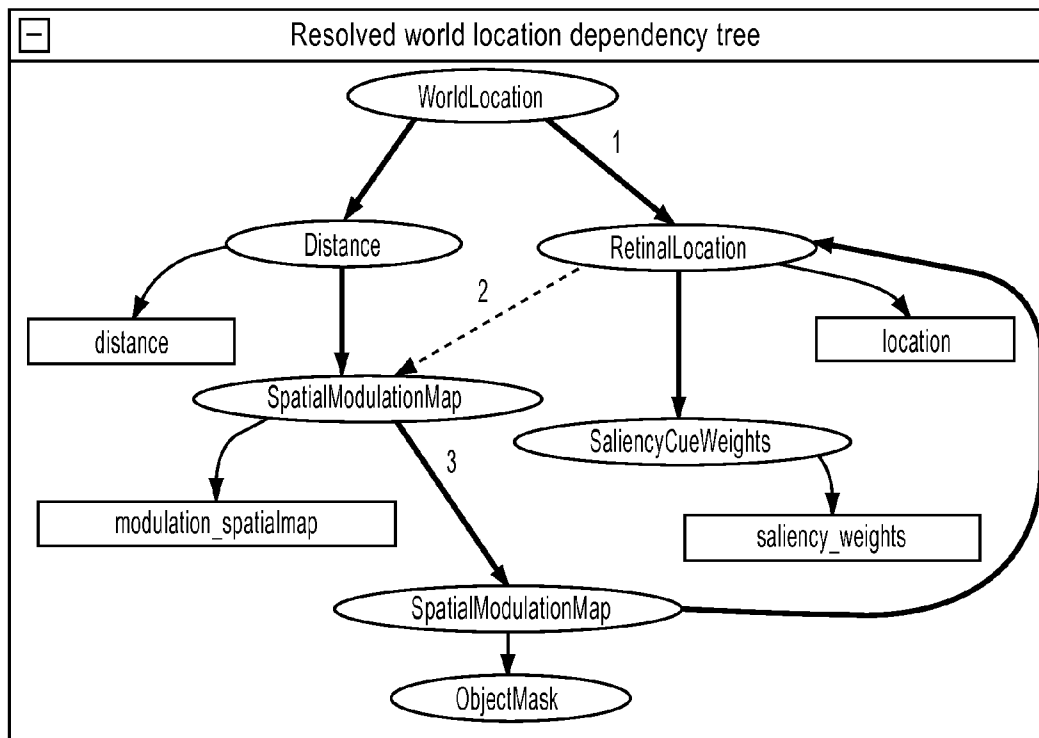 Resolved world location dependency tree
WorldLocation
1
Distance
RetinalLocation
2
distance
location
SpatialModulationMap
SaliencyCueWeights
3
modulation_spatialmap
saliency_weights
SpatialModulationMap
ObjectMask